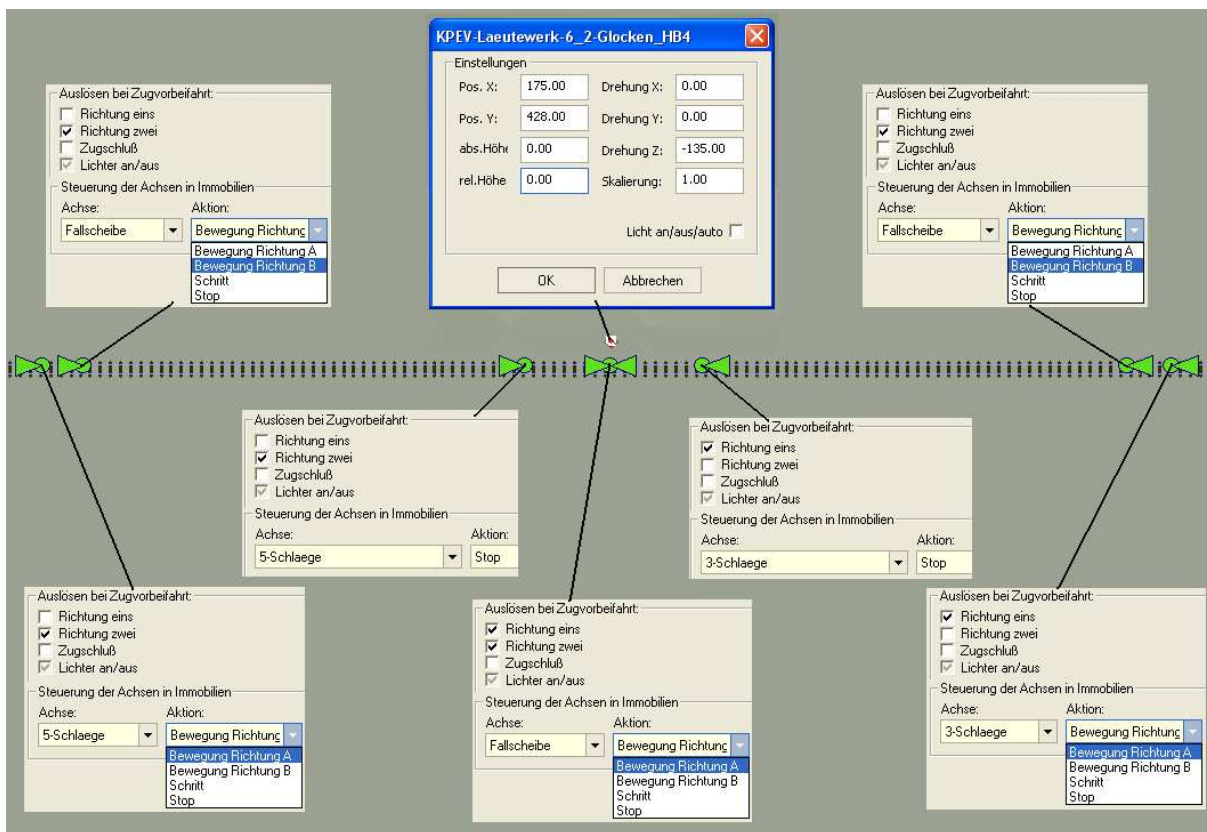 KPEV-Laeutewerk-6_2-Glocken_HB4
Einstellungen
Pos. X: 175.00 Drehung X: 0.00
Pos. Y: 428.00 Drehung Y: 0.00
abs.Höhe 0.00 Drehung Z: -135.00
rel.Höhe 0.00 Skalierung: 1.00
Licht an/aus/auto
OK Abbrechen
Auslösen bei Zugvorbeifahrt:
Richtung eins
Richtung zwei
Zugschluß
Lichter an/aus
Steuerung der Achsen in Immobilien
Achse: Aktion:
Fallscheibe Bewegung Richtung
Bewegung Richtung A
Bewegung Richtung B
Schritt
Stop
Auslösen bei Zugvorbeifahrt:
Richtung eins
Richtung zwei
Zugschluß
Lichter an/aus
Steuerung der Achsen in Immobilien
Achse: Aktion:
Fallscheibe Bewegung Richtung
Bewegung Richtung A
Bewegung Richtung B
Schritt
Stop
Auslösen bei Zugvorbeifahrt:
Richtung eins
Richtung zwei
Zugschluß
Lichter an/aus
Steuerung der Achsen in Immobilien
Achse: Aktion:
5-Schlaege Stop
Auslösen bei Zugvorbeifahrt:
Richtung eins
Richtung zwei
Zugschluß
Lichter an/aus
Steuerung der Achsen in Immobilien
Achse: Aktion:
3-Schlaege Stop
Auslösen bei Zugvorbeifahrt:
Richtung eins
Richtung zwei
Zugschluß
Lichter an/aus
Steuerung der Achsen in Immobilien
Achse: Aktion:
5-Schlaege Bewegung Richtung
Bewegung Richtung A
Bewegung Richtung B
Schritt
Stop
Auslösen bei Zugvorbeifahrt:
Richtung eins
Richtung zwei
Zugschluß
Lichter an/aus
Steuerung der Achsen in Immobilien
Achse: Aktion:
Fallscheibe Bewegung Richtung
Bewegung Richtung A
Bewegung Richtung B
Schritt
Stop
Auslösen bei Zugvorbeifahrt:
Richtung eins
Richtung zwei
Zugschluß
Lichter an/aus
Steuerung der Achsen in Immobilien
Achse: Aktion:
3-Schlaege Bewegung Richtung
Bewegung Richtung A
Bewegung Richtung B
Schritt
Stop